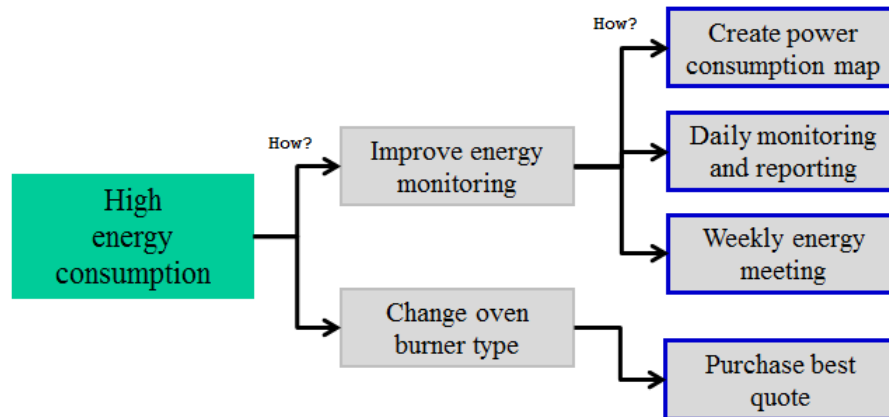 How?
Create power
consumption map
How?
Improve energy
monitoring
Daily monitoring
and reporting
High
energy
consumption
Weekly energy
meeting
Change oven
burner type
Purchase best
quote